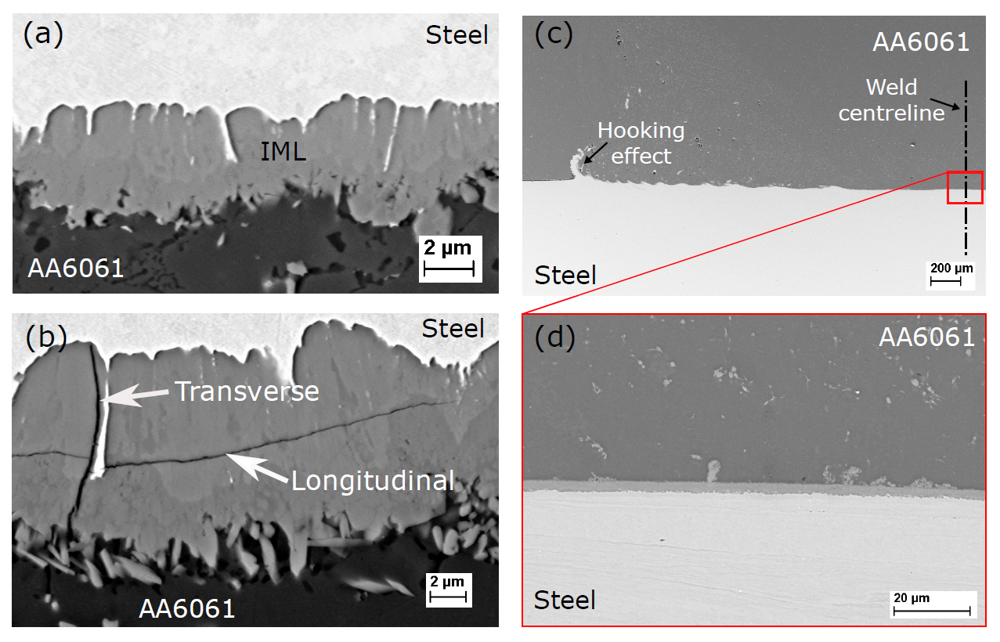 (a)
Steel
IML
AA6061
2 µm
(b)
Steel
Transverse
Longitudinal
AA6061
2 µm
(c)
AA6061
Weld
centreline
Hooking
effect
Steel
200 µm
(d)
AA6061
Steel
20 µm